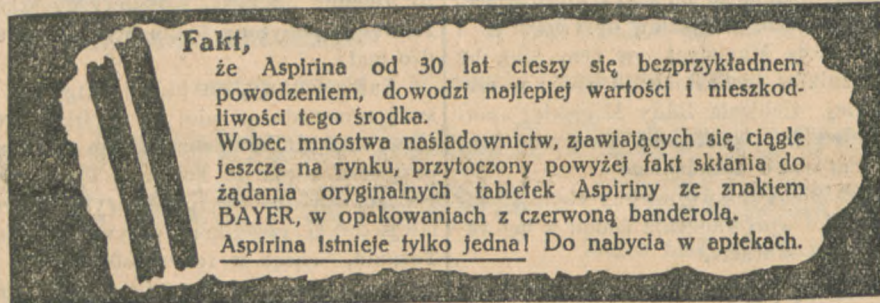 Fakt,
że Aspirina od 30 lat cieszy się bezprzykładnem
powodzeniem, dowodzi najlepiej wartości i nieszkod-
liwości tego środka.
Wobec mnóstwa naśladownictw, zjawiających się ciągle
jeszcze na rynku, przytoczony powyżej fakt skłania do
żądania oryginalnych tabletek Aspiriny ze znakiem
BAYER, w opakowaniach z czerwoną banderolą.
Aspirina istnieje tylko jedna! Do nabycia w aptekach.